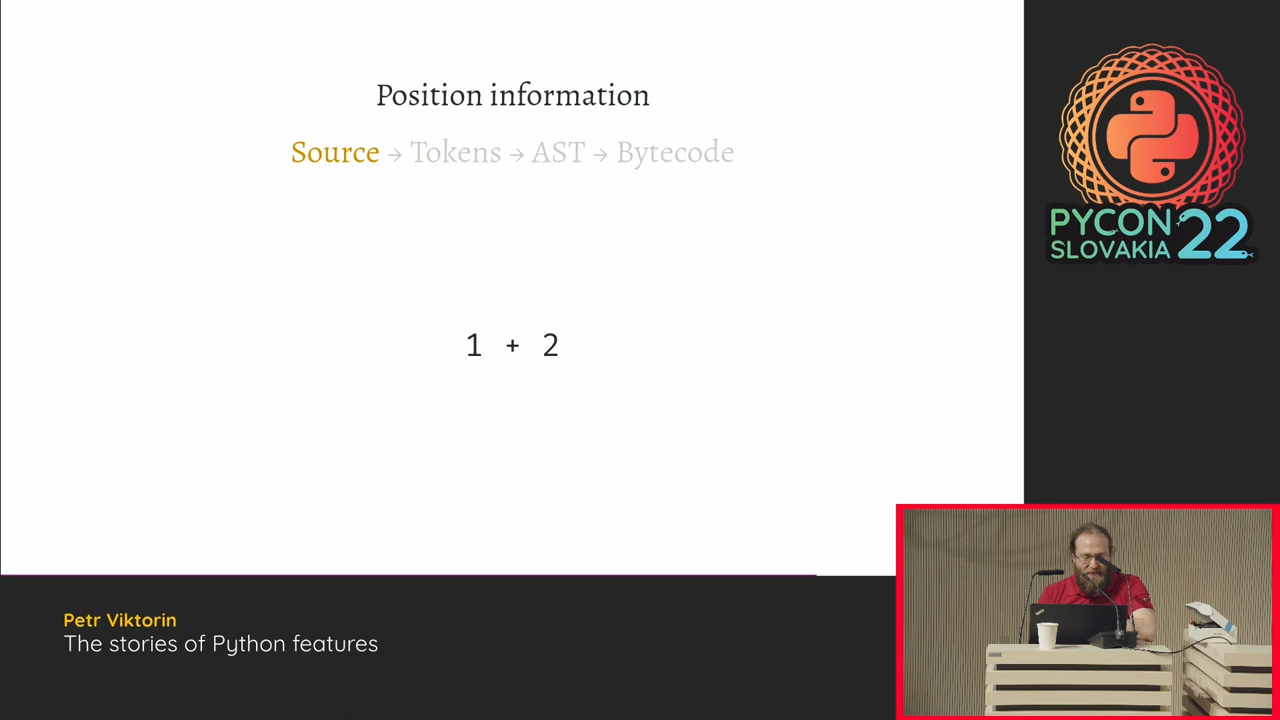 Position information
Source → Tokens → AST → Bytecode
1 + 2
PYCON
SLOVAKIA 22
Petr Viktorin
The stories of Python features